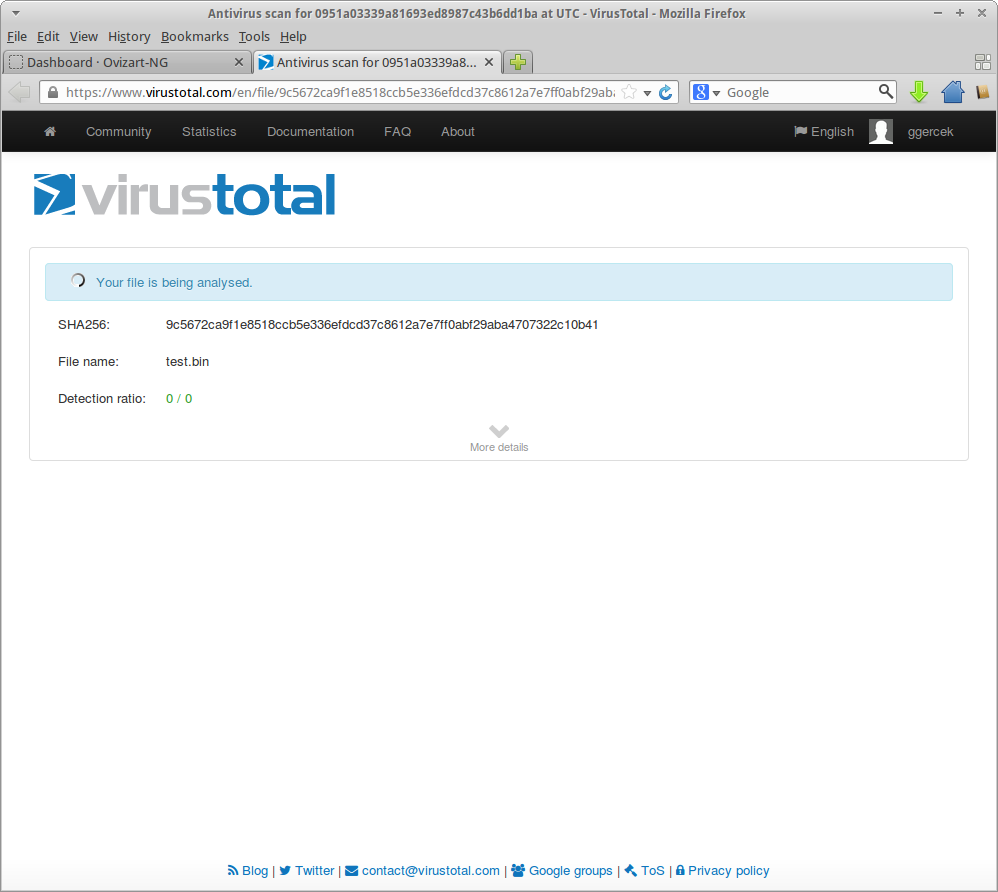 Antivirus scan for 0951a03339a81693ed8987c43b6dd1ba at UTC - VirusTotal - Mozilla Firefox
File Edit View History Bookmarks Tools Help
Dashboard · Ovizart-NG
Antivirus scan for 0951a03339a8...
https://www.virustotal.com/en/file/9c5672ca9f1e8518ccb5e336efdcd37c8612a7e7ff0abf29aba
Google
Community Statistics Documentation FAQ About English ggercek
virustotal
Your file is being analysed.
SHA256: 9c5672ca9f1e8518ccb5e336efdcd37c8612a7e7ff0abf29aba4707322c10b41
File name: test.bin
Detection ratio: 0 / 0
More details
Blog | Twitter | contact@virustotal.com | Google groups | ToS | Privacy policy